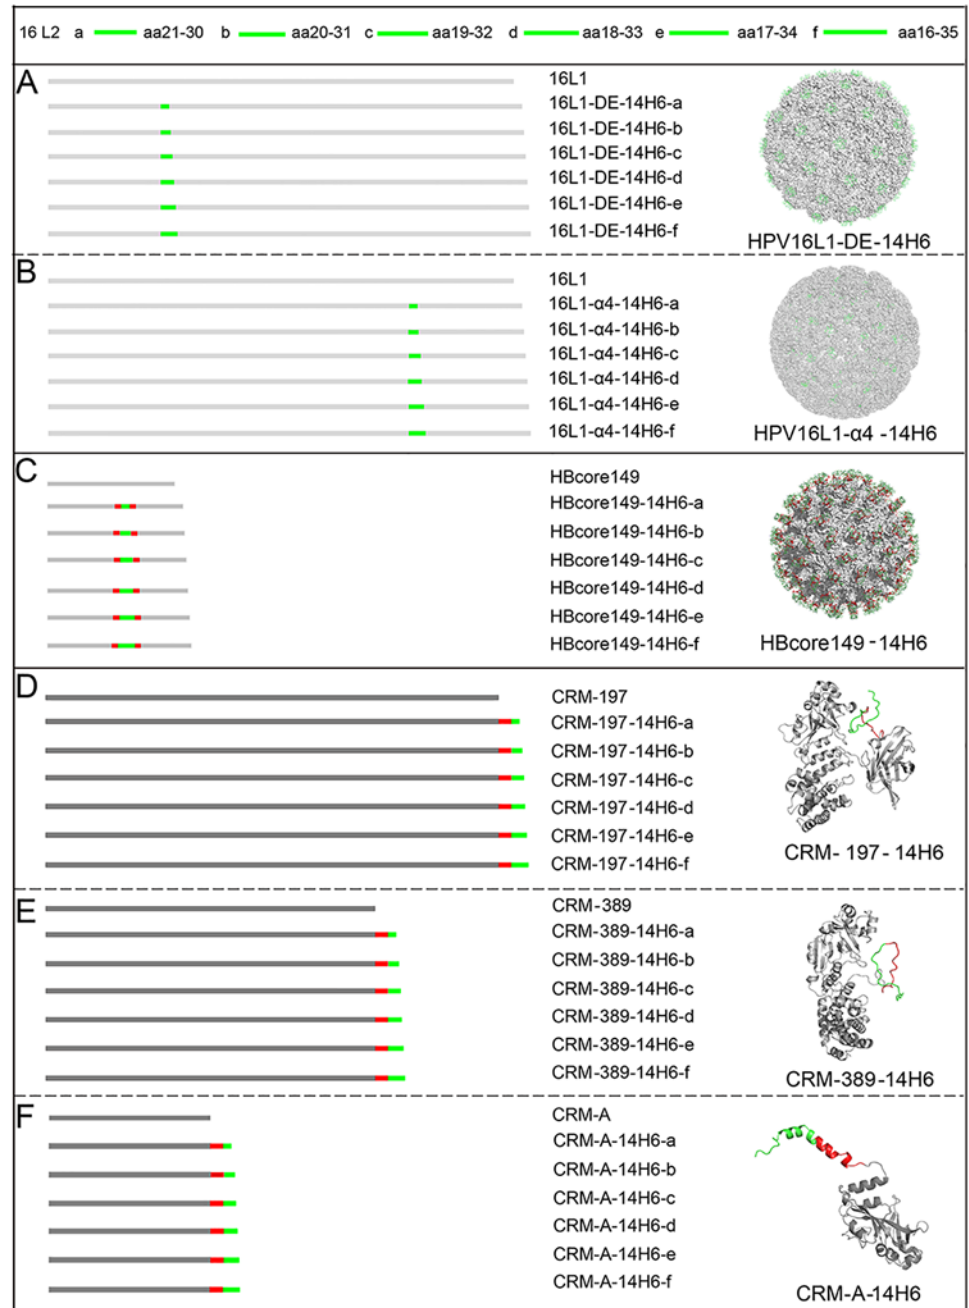 16 L2 a aa21-30 b aa20-31 c aa19-32 d aa18-33 e aa17-34 f aa16-35
A
16L1
16L1-DE-14H6-a
16L1-DE-14H6-b
16L1-DE-14H6-c
16L1-DE-14H6-d
16L1-DE-14H6-e
16L1-DE-14H6-f
HPV16L1-DE-14H6
B
16L1
16L1-α4-14H6-a
16L1-α4-14H6-b
16L1-α4-14H6-c
16L1-α4-14H6-d
16L1-α4-14H6-e
16L1-α4-14H6-f
HPV16L1-α4 -14H6
C
HBcore149
HBcore149-14H6-a
HBcore149-14H6-b
HBcore149-14H6-c
HBcore149-14H6-d
HBcore149-14H6-e
HBcore149-14H6-f
HBcore149 -14H6
D
CRM-197
CRM-197-14H6-a
CRM-197-14H6-b
CRM-197-14H6-c
CRM-197-14H6-d
CRM-197-14H6-e
CRM-197-14H6-f
CRM- 197 - 14H6
E
CRM-389
CRM-389-14H6-a
CRM-389-14H6-b
CRM-389-14H6-c
CRM-389-14H6-d
CRM-389-14H6-e
CRM-389-14H6-f
CRM-389-14H6
F
CRM-A
CRM-A-14H6-a
CRM-A-14H6-b
CRM-A-14H6-c
CRM-A-14H6-d
CRM-A-14H6-e
CRM-A-14H6-f
CRM-A-14H6